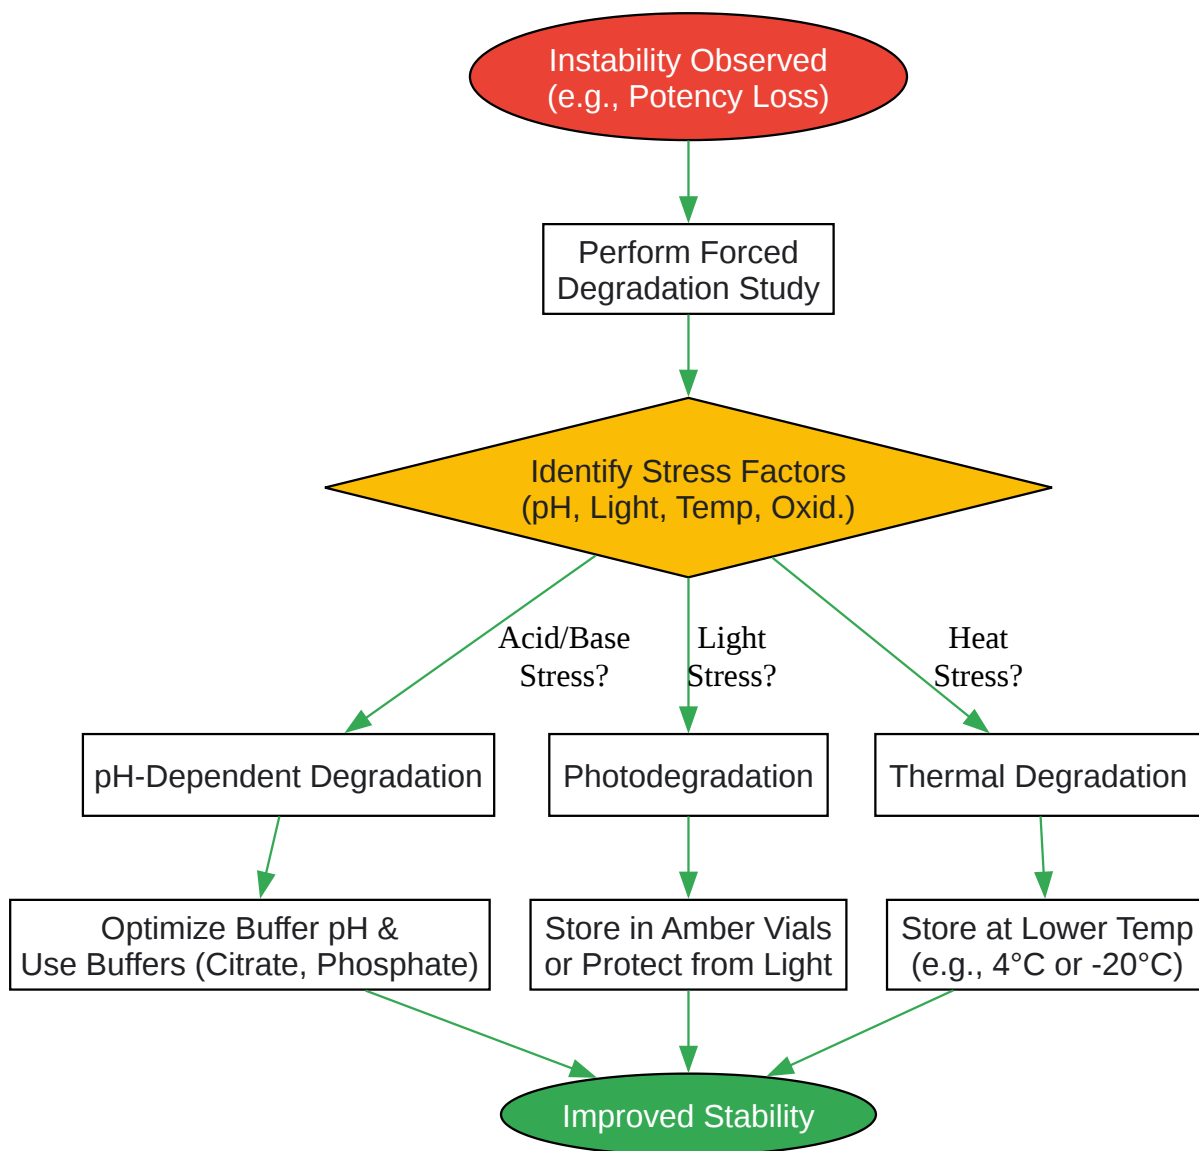 Instability Observed
(e.g., Potency Loss)
Perform Forced
Degradation Study
Identify Stress Factors
(pH, Light, Temp, Oxid.)
Acid/Base
Stress?
Light
Stress?
Heat
Stress?
pH-Dependent Degradation
Photodegradation
Thermal Degradation
Optimize Buffer pH &
Use Buffers (Citrate, Phosphate)
Store in Amber Vials
or Protect from Light
Store at Lower Temp
(e.g., 4°C or -20°C)
Improved Stability